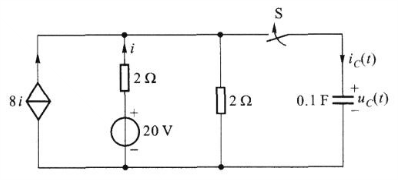 S
i
i_C(t)
2 Ω
8i
2 Ω
0.1 F
+
u_C(t)
−
+
20 V
−